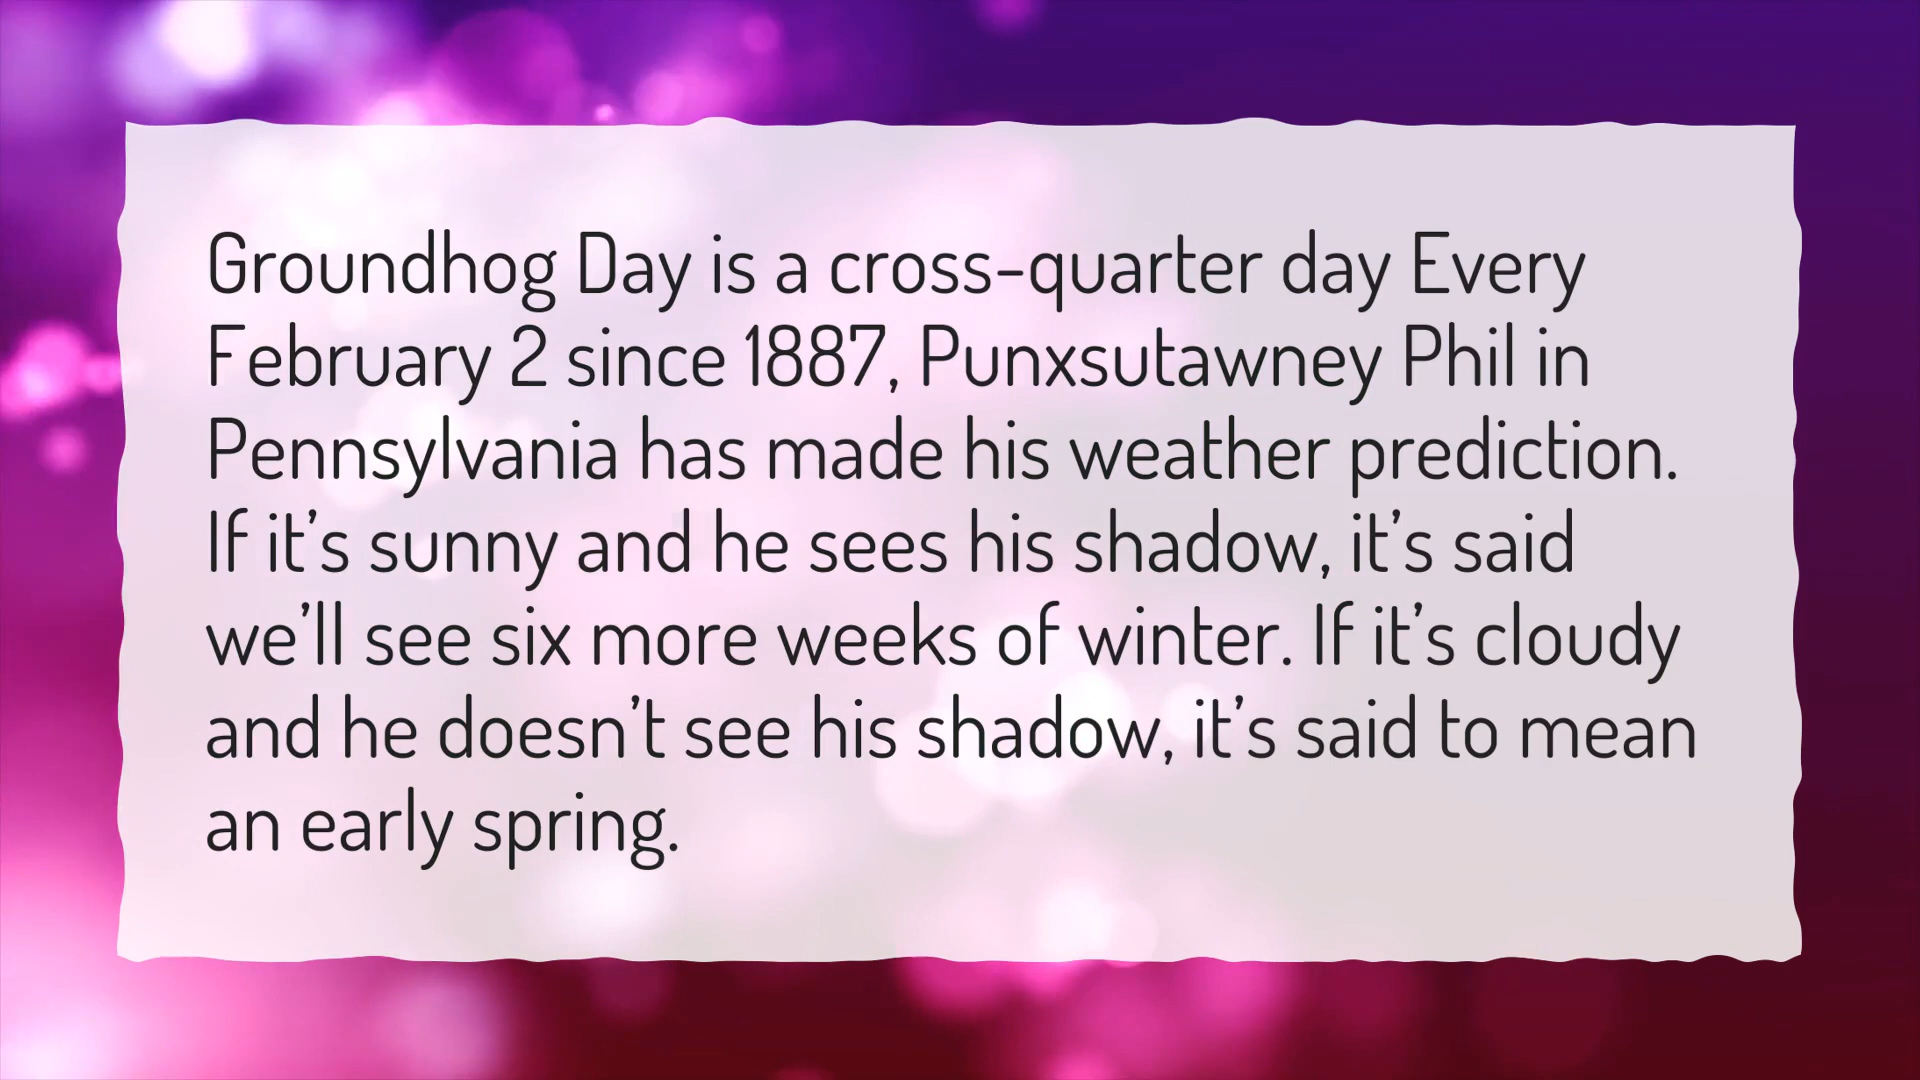 Groundhog Day is a cross-quarter day Every
February 2 since 1887, Punxsutawney Phil in
Pennsylvania has made his weather prediction.
If it’s sunny and he sees his shadow, it’s said
we’ll see six more weeks of winter. If it’s cloudy
and he doesn’t see his shadow, it’s said to mean
an early spring.